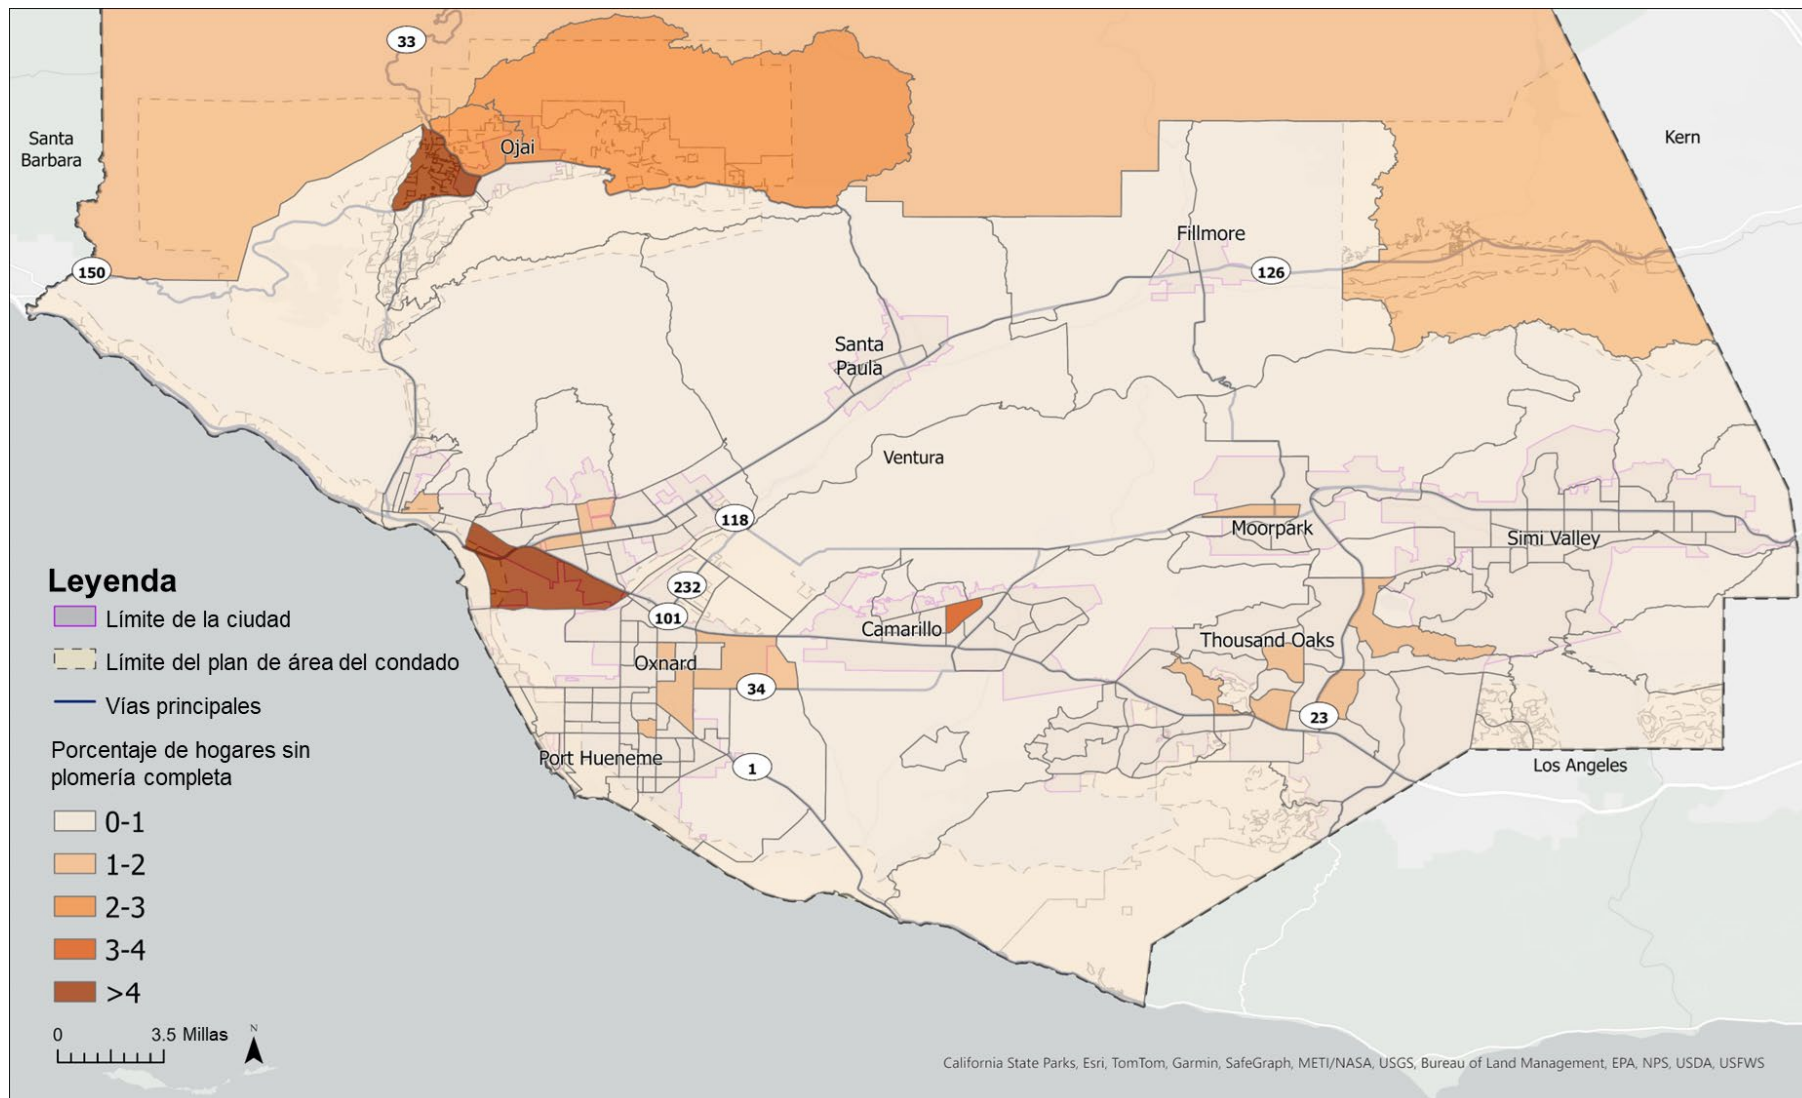 33
Santa
Barbara
Ojai
Kern
Fillmore
150
126
Santa
Paula
Ventura
118
Moorpark
Simi Valley
232
101
Camarillo
Thousand Oaks
Oxnard
34
23
Port Hueneme
1
Los Angeles
Leyenda
Límite de la ciudad
Límite del plan de área del condado
Vías principales
Porcentaje de hogares sin
plomería completa
0-1
1-2
2-3
3-4
>4
0 3.5 Millas
N
California State Parks, Esri, TomTom, Garmin, SafeGraph, METI/NASA, USGS, Bureau of Land Management, EPA, NPS, USDA, USFWS